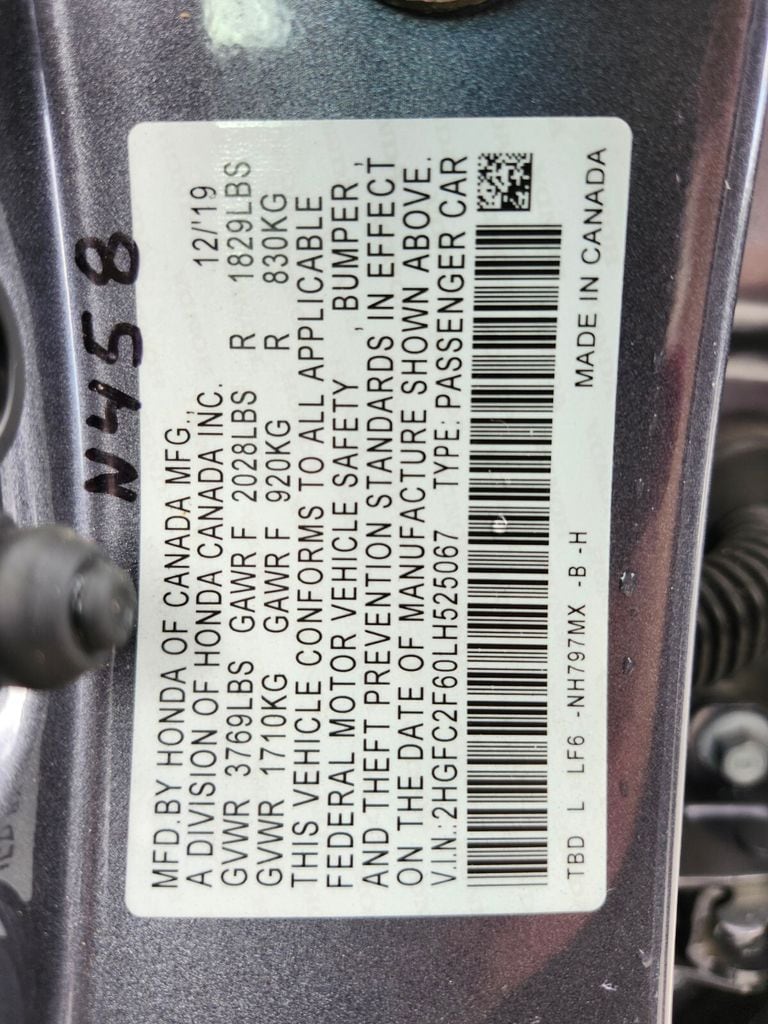 N458
MFD.BY HONDA OF CANADA MFG.,
12/'19
A DIVISION OF HONDA CANADA INC.
GVWR 3769LBS GAWR F 2028LBS R 1829LBS
GVWR 1710KG GAWR F 920KG R 830KG
THIS VEHICLE CONFORMS TO ALL APPLICABLE
FEDERAL MOTOR VEHICLE SAFETY , BUMPER ,
AND THEFT PREVENTION STANDARDS IN EFFECT
ON THE DATE OF MANUFACTURE SHOWN ABOVE.
V.I.N.:2HGFC2F60LH525067 TYPE: PASSENGER CAR
TBD L LF6 -NH797MX -B -H
MADE IN CANADA